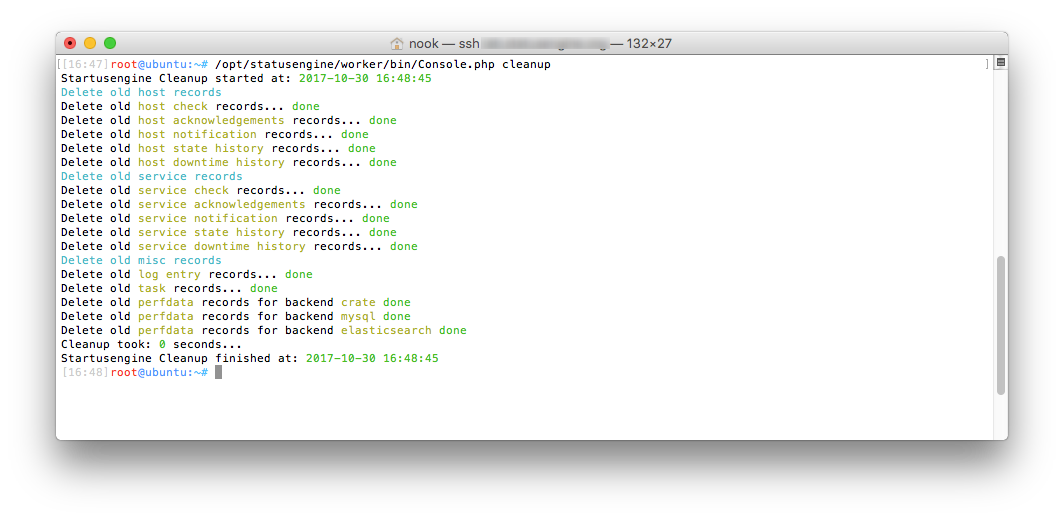 nook — ssh — 132×27
[[16:47]root@ubuntu:~# /opt/statusengine/worker/bin/Console.php cleanup ]
Startusengine Cleanup started at: 2017-10-30 16:48:45
Delete old host records
Delete old host check records... done
Delete old host acknowledgements records... done
Delete old host notification records... done
Delete old host state history records... done
Delete old host downtime history records... done
Delete old service records
Delete old service check records... done
Delete old service acknowledgements records... done
Delete old service notification records... done
Delete old service state history records... done
Delete old service downtime history records... done
Delete old misc records
Delete old log entry records... done
Delete old task records... done
Delete old perfdata records for backend crate done
Delete old perfdata records for backend mysql done
Delete old perfdata records for backend elasticsearch done
Cleanup took: 0 seconds...
Startusengine Cleanup finished at: 2017-10-30 16:48:45
[16:48]root@ubuntu:~#